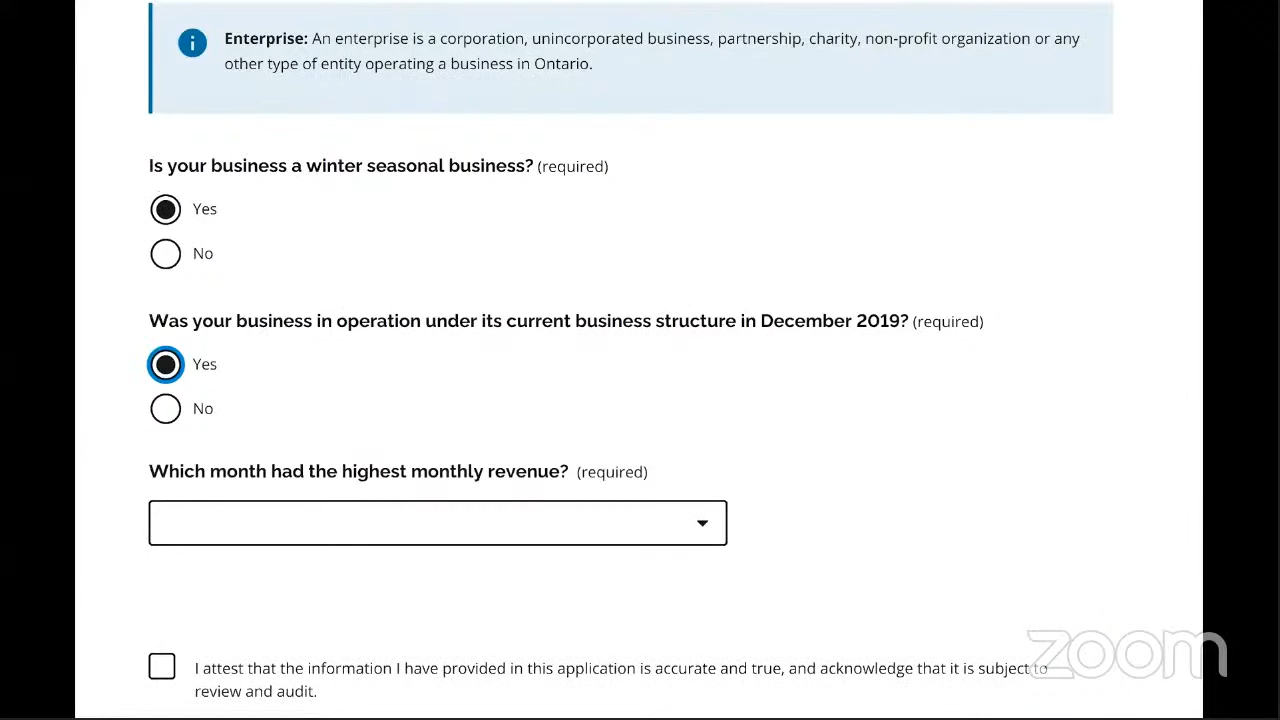 Enterprise: An enterprise is a corporation, unincorporated business, partnership, charity, non-profit organization or any
other type of entity operating a business in Ontario.
Is your business a winter seasonal business? (required)
Yes
No
Was your business in operation under its current business structure in December 2019? (required)
Yes
No
Which month had the highest monthly revenue? (required)
I attest that the information I have provided in this application is accurate and true, and acknowledge that it is subject to
review and audit.
zoom